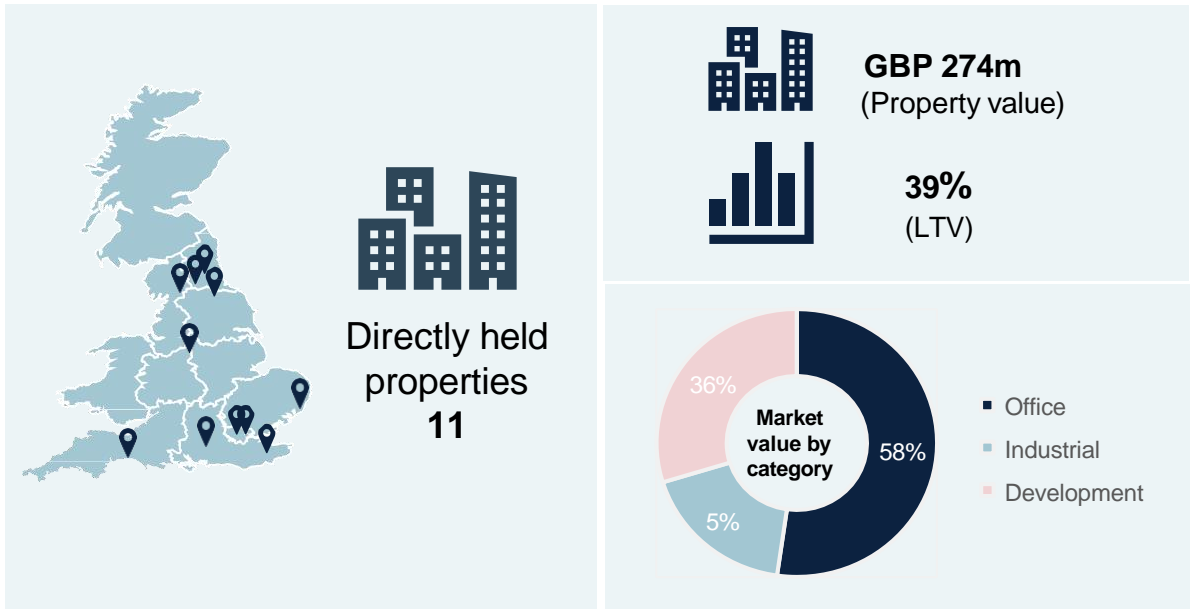 Directly held
properties
11
GBP 274m
(Property value)
39%
(LTV)
36%
58%
5%
Market
value by
category
Office
Industrial
Development